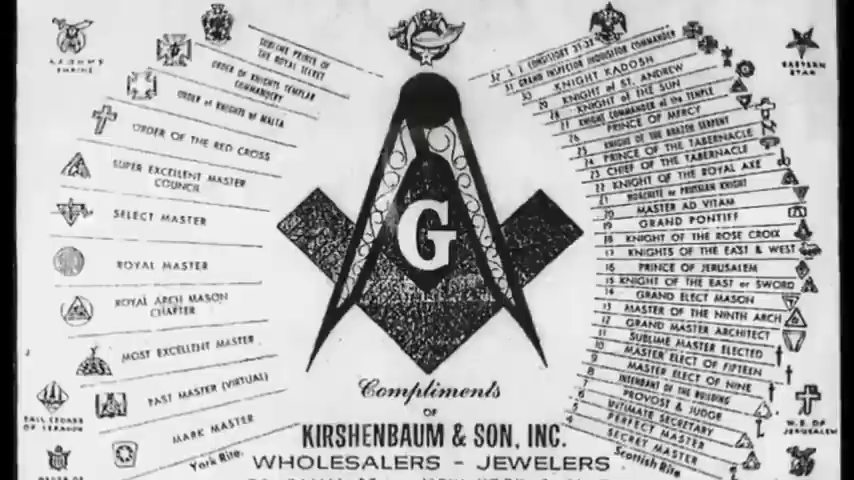 SUBLIME PRINCE OF
THE ROYAL SECRET
ORDER OF KNIGHTS TEMPLAR
COMMANDERY
ORDER of KNIGHTS OF MALTA
ORDER OF THE RED CROSS
SUPER EXCELLENT MASTER
COUNCIL
SELECT MASTER
ROYAL MASTER
ROYAL ARCH MASON
CHAPTER
MOST EXCELLENT MASTER
PAST MASTER (VIRTUAL)
MARK MASTER
York Rite
SHRINE
TALL CEDARS
OF LEBANON
ORDER OF
G
Compliments
OF
KIRSHENBAUM & SON, INC.
WHOLESALERS - JEWELERS
32 S. P. CONSISTORY 31-32
31 GRAND INSPECTOR INQUISITOR COMMANDER
30 KNIGHT KADOSH
29 KNIGHT of ST. ANDREW
28 KNIGHT of THE SUN
27 KNIGHT COMMANDER of the TEMPLE
26 PRINCE OF MERCY
25 KNIGHT OF THE BRAZEN SERPENT
24 PRINCE OF THE TABERNACLE
23 CHIEF OF THE TABERNACLE
22 KNIGHT OF THE ROYAL AXE
21 NOACHITE or PRUSSIAN KNIGHT
20 MASTER AD VITAM
19 GRAND PONTIFF
18 KNIGHT OF THE ROSE CROIX
17 KNIGHTS OF THE EAST & WEST
16 PRINCE OF JERUSALEM
15 KNIGHT OF THE EAST or SWORD
14 GRAND ELECT MASON
13 MASTER OF THE NINTH ARCH
12 GRAND MASTER ARCHITECT
11 SUBLIME MASTER ELECTED
10 MASTER ELECT OF FIFTEEN
9 MASTER ELECT OF NINE
8 INTENDANT OF THE BUILDING
7 PROVOST & JUDGE
6 INTIMATE SECRETARY
5 PERFECT MASTER
4 SECRET MASTER
Scottish Rite
EASTERN
STAR
W.S. OF
JERUSALEM